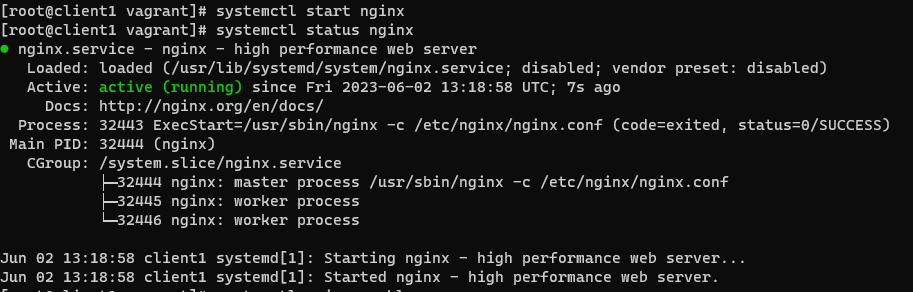 [root@client1 vagrant]# systemctl start nginx
[root@client1 vagrant]# systemctl status nginx
● nginx.service - nginx - high performance web server
   Loaded: loaded (/usr/lib/systemd/system/nginx.service; disabled; vendor preset: disabled)
   Active: active (running) since Fri 2023-06-02 13:18:58 UTC; 7s ago
     Docs: http://nginx.org/en/docs/
  Process: 32443 ExecStart=/usr/sbin/nginx -c /etc/nginx/nginx.conf (code=exited, status=0/SUCCESS)
 Main PID: 32444 (nginx)
   CGroup: /system.slice/nginx.service
           ├─32444 nginx: master process /usr/sbin/nginx -c /etc/nginx/nginx.conf
           ├─32445 nginx: worker process
           └─32446 nginx: worker process
Jun 02 13:18:58 client1 systemd[1]: Starting nginx - high performance web server...
Jun 02 13:18:58 client1 systemd[1]: Started nginx - high performance web server.